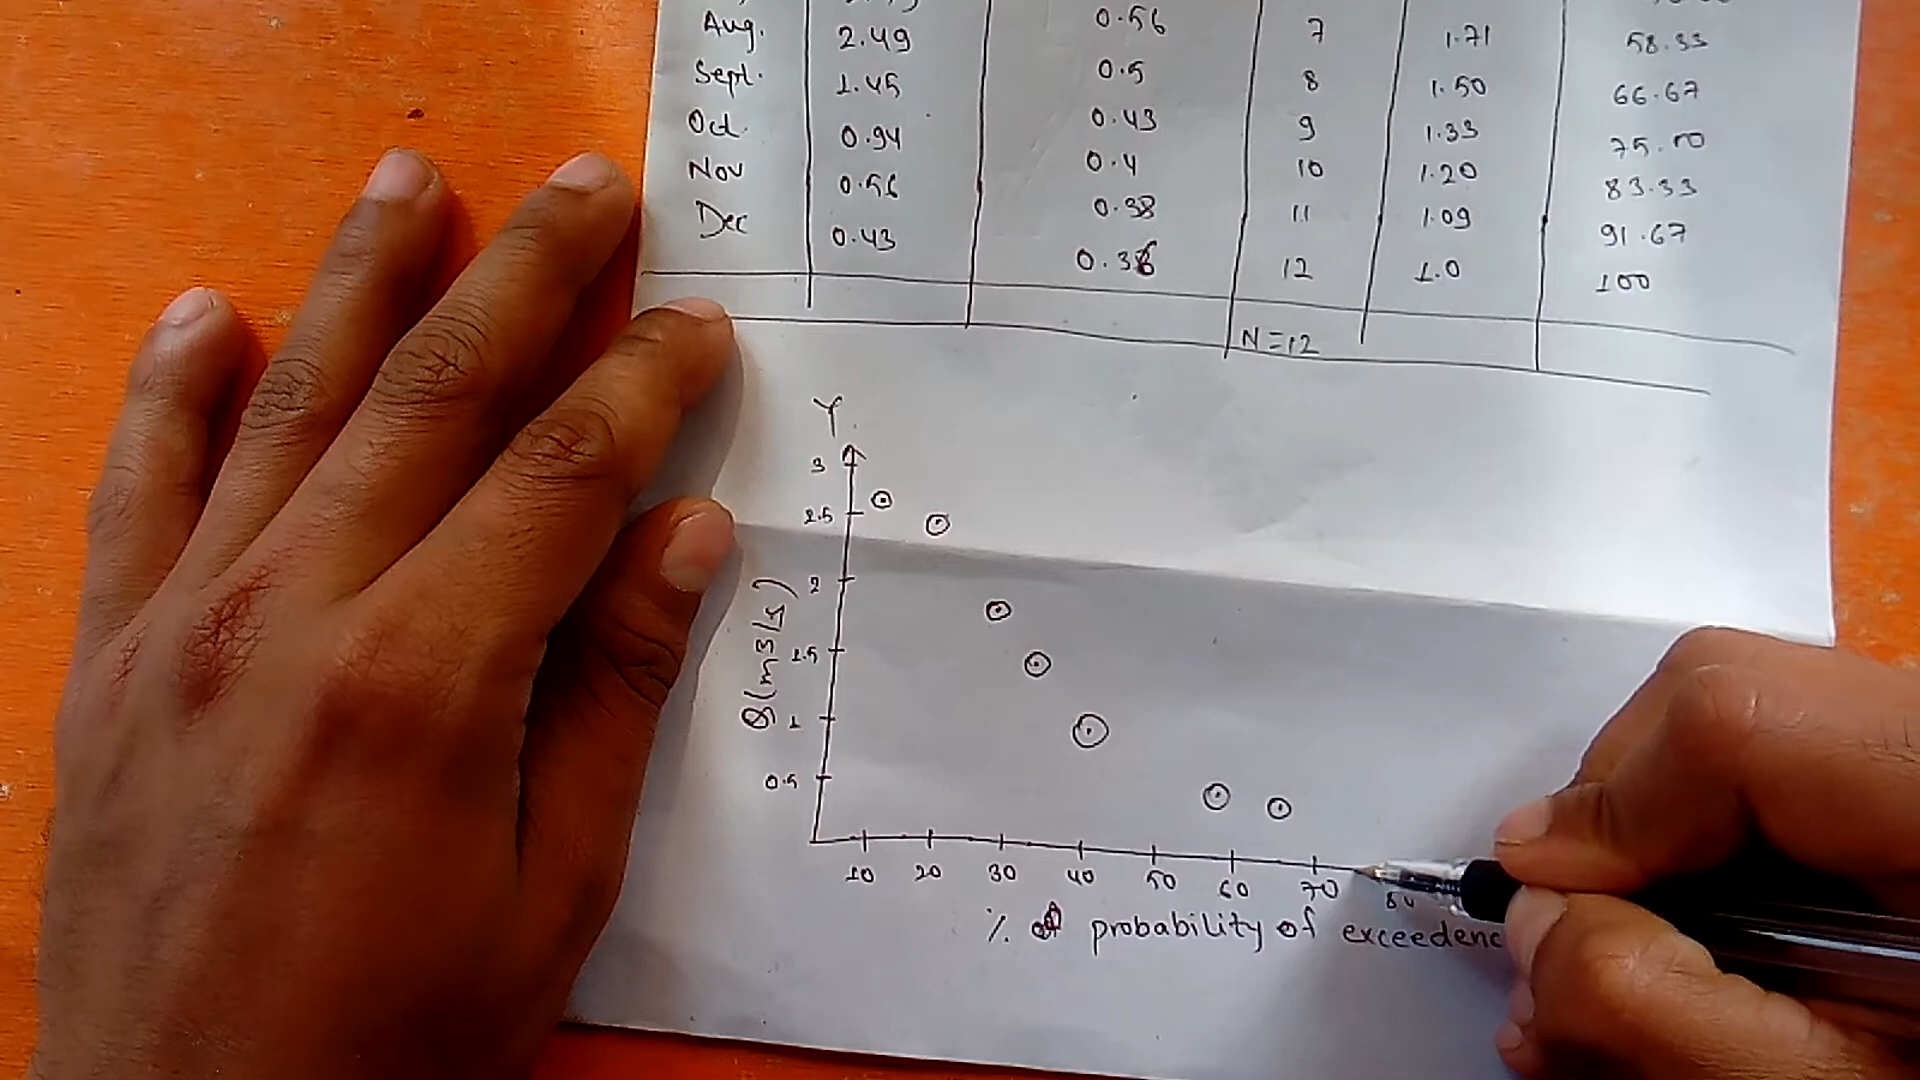 Aug. 2.49 0.56 7 1.71 58.33
Sept. 1.45 0.5 8 1.50 66.67
Oct. 0.94 0.43 9 1.33 75.00
Nov 0.56 0.4 10 1.20 83.33
Dec 0.43 0.38 11 1.09 91.67
0.36 12 1.0 100
N=12
Y
3
2.5
2
1.5
1
0.5
Q(m3/s)
10 20 30 40 50 60 70 80
% of probability of exceedenc